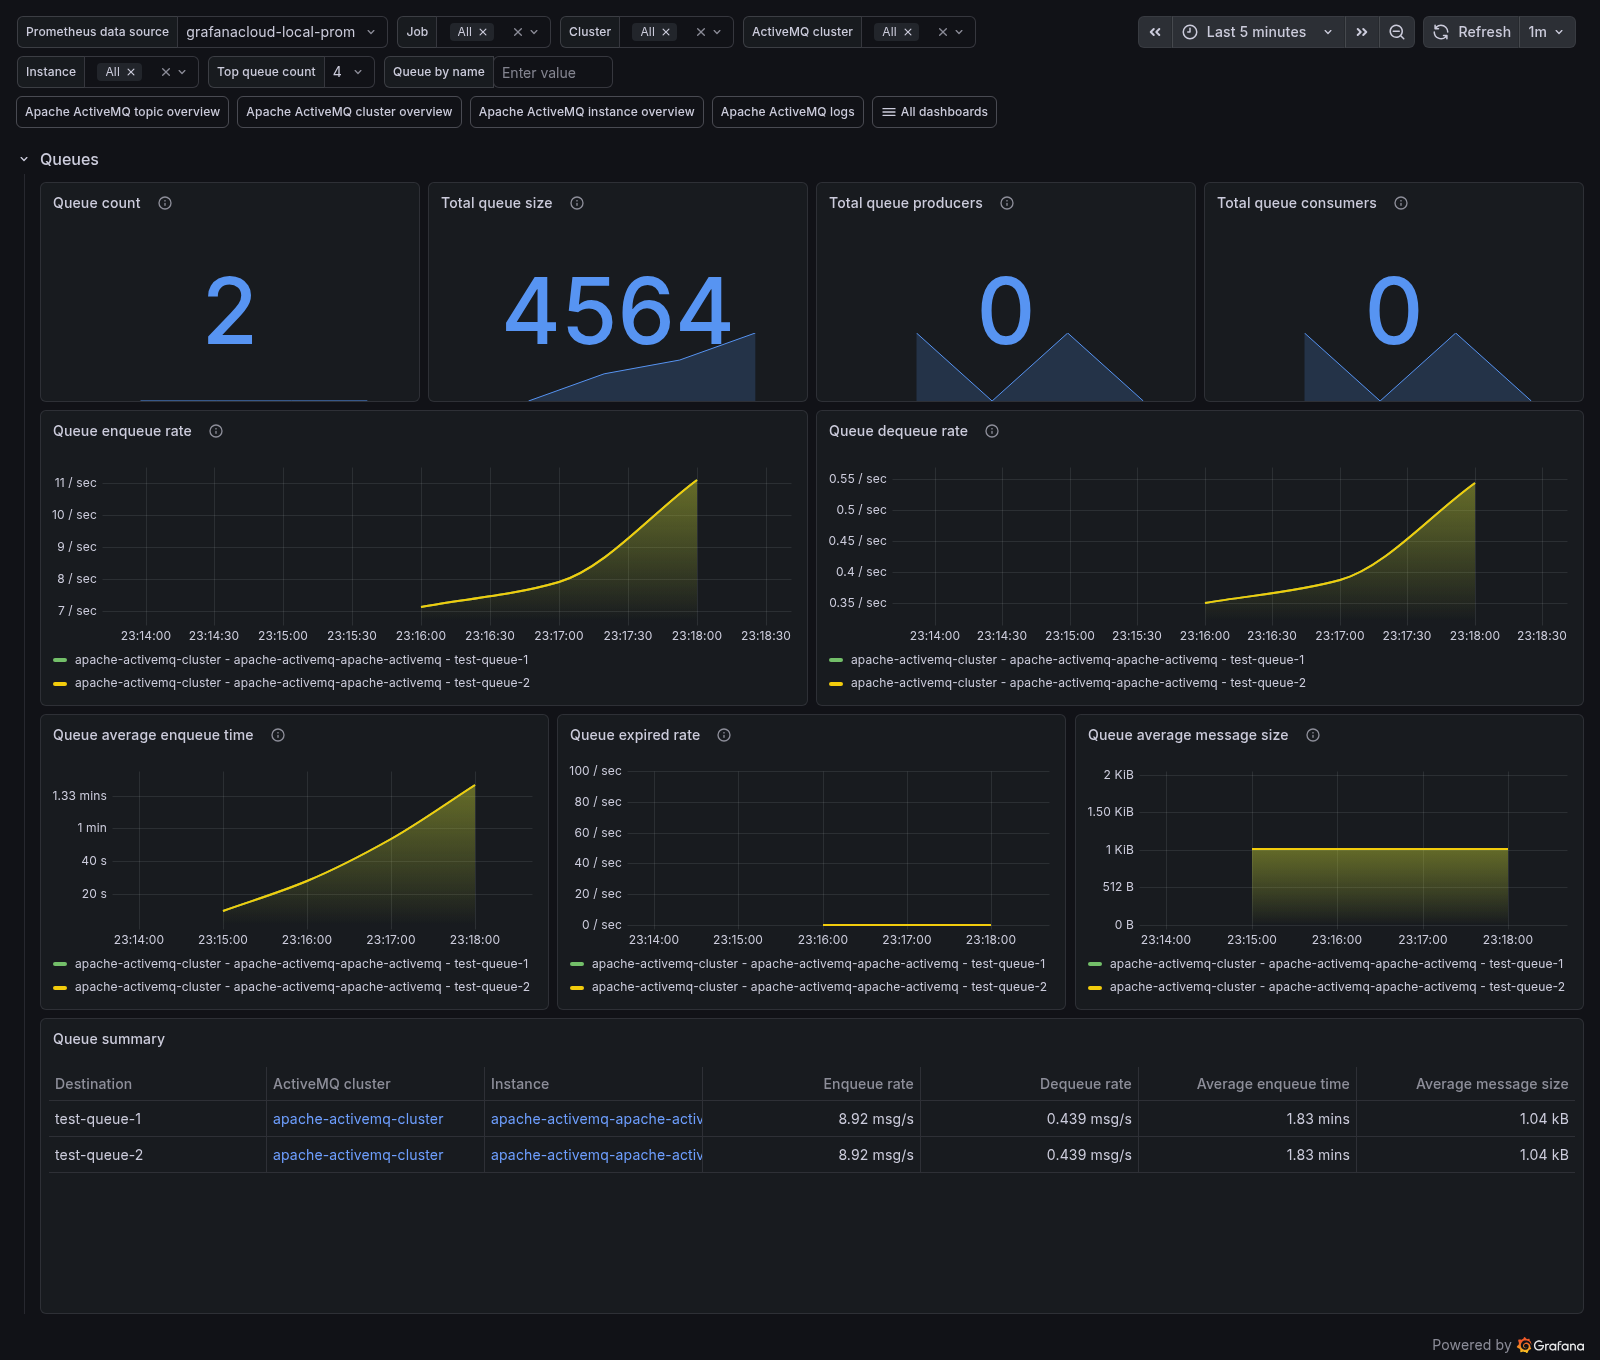 Prometheus data source grafanacloud-local-prom Job All Cluster All ActiveMQ cluster All Last 5 minutes Refresh 1m
Instance All Top queue count 4 Queue by name Enter value
Apache ActiveMQ topic overview Apache ActiveMQ cluster overview Apache ActiveMQ instance overview Apache ActiveMQ logs All dashboards
Queues
Queue count Total queue size Total queue producers Total queue consumers
2 4564 0 0
Queue enqueue rate
11 / sec
10 / sec
9 / sec
8 / sec
7 / sec
23:14:00 23:14:30 23:15:00 23:15:30 23:16:00 23:16:30 23:17:00 23:17:30 23:18:00 23:18:30
apache-activemq-cluster - apache-activemq-apache-activemq - test-queue-1
apache-activemq-cluster - apache-activemq-apache-activemq - test-queue-2
Queue dequeue rate
0.55 / sec
0.5 / sec
0.45 / sec
0.4 / sec
0.35 / sec
23:14:00 23:14:30 23:15:00 23:15:30 23:16:00 23:16:30 23:17:00 23:17:30 23:18:00 23:18:30
apache-activemq-cluster - apache-activemq-apache-activemq - test-queue-1
apache-activemq-cluster - apache-activemq-apache-activemq - test-queue-2
Queue average enqueue time
1.33 mins
1 min
40 s
20 s
23:14:00 23:15:00 23:16:00 23:17:00 23:18:00
apache-activemq-cluster - apache-activemq-apache-activemq - test-queue-1
apache-activemq-cluster - apache-activemq-apache-activemq - test-queue-2
Queue expired rate
100 / sec
80 / sec
60 / sec
40 / sec
20 / sec
0 / sec
23:14:00 23:15:00 23:16:00 23:17:00 23:18:00
apache-activemq-cluster - apache-activemq-apache-activemq - test-queue-1
apache-activemq-cluster - apache-activemq-apache-activemq - test-queue-2
Queue average message size
2 KiB
1.50 KiB
1 KiB
512 B
0 B
23:14:00 23:15:00 23:16:00 23:17:00 23:18:00
apache-activemq-cluster - apache-activemq-apache-activemq - test-queue-1
apache-activemq-cluster - apache-activemq-apache-activemq - test-queue-2
Queue summary
Destination ActiveMQ cluster Instance Enqueue rate Dequeue rate Average enqueue time Average message size
test-queue-1 apache-activemq-cluster apache-activemq-apache-activ 8.92 msg/s 0.439 msg/s 1.83 mins 1.04 kB
test-queue-2 apache-activemq-cluster apache-activemq-apache-activ 8.92 msg/s 0.439 msg/s 1.83 mins 1.04 kB
Powered by Grafana